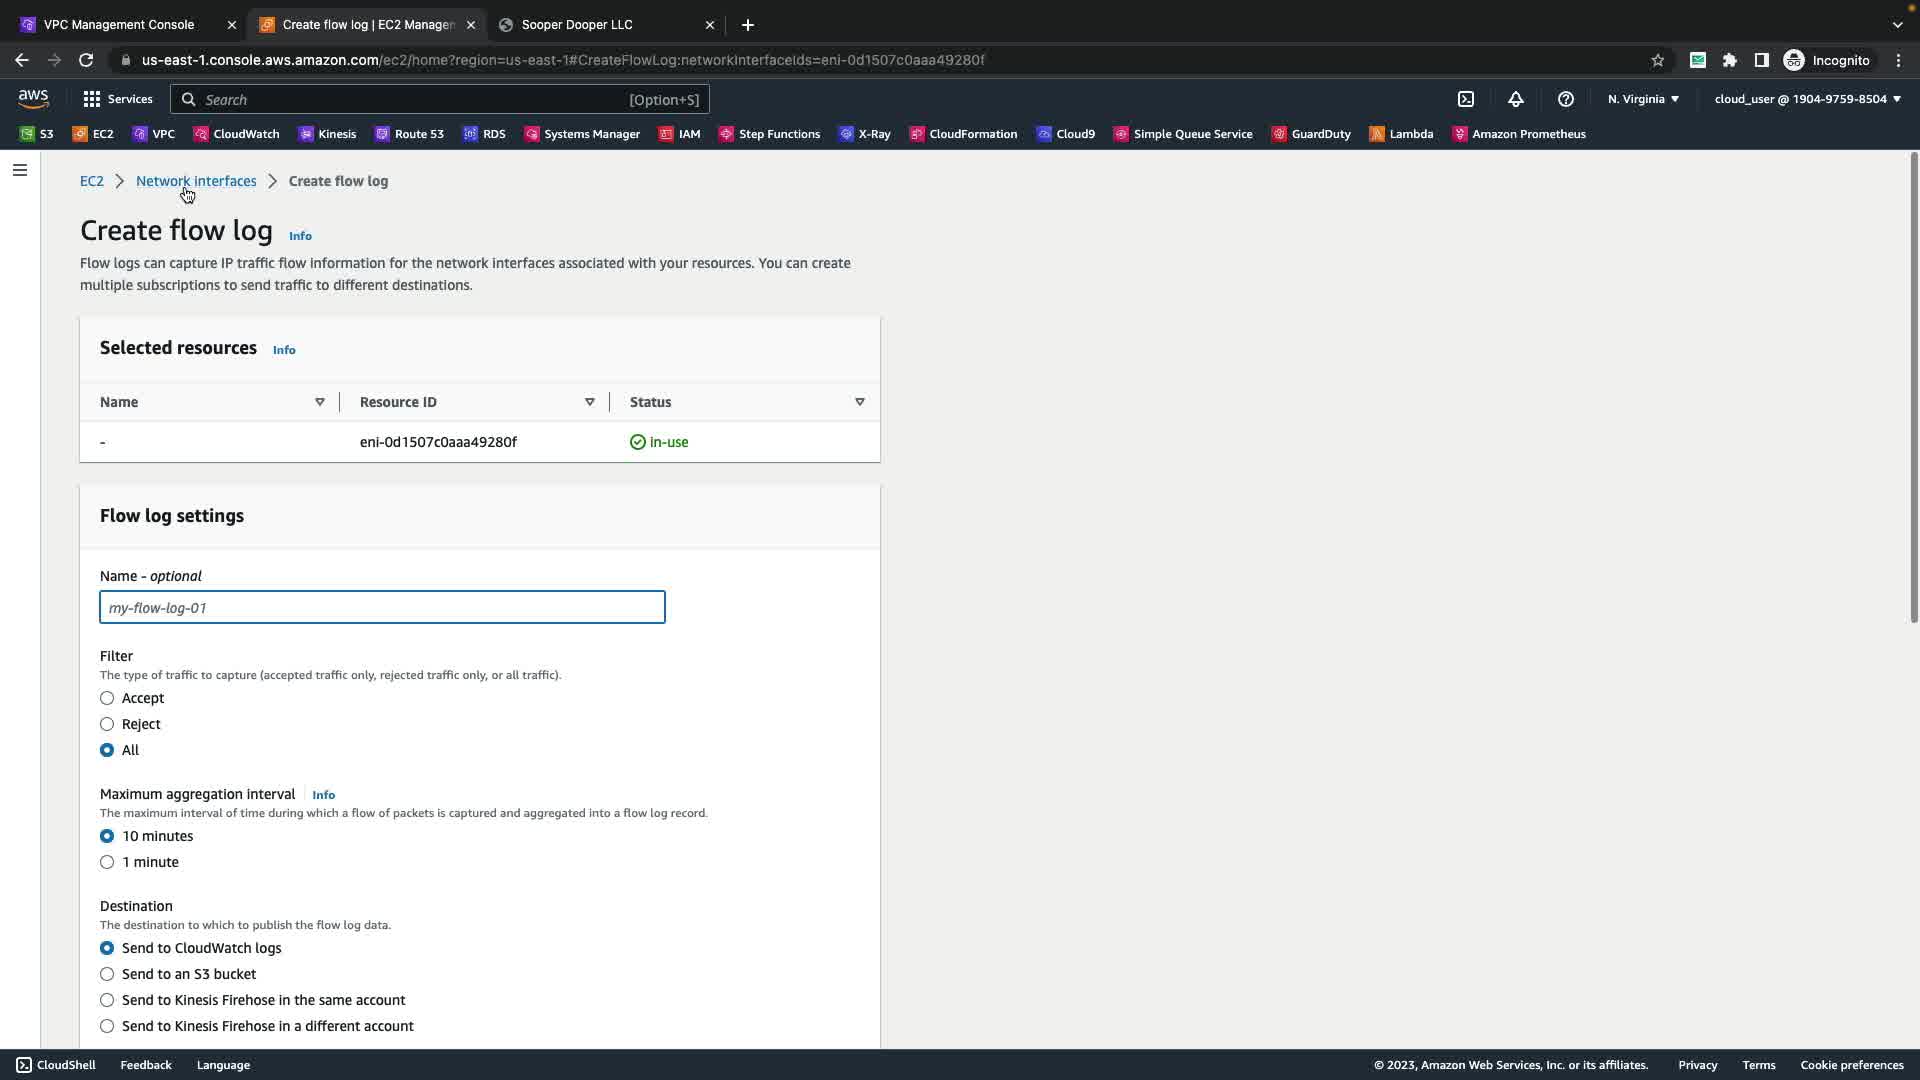 VPC Management Console
Create flow log | EC2 Managem
Sooper Dooper LLC
us-east-1.console.aws.amazon.com/ec2/home?region=us-east-1#CreateFlowLog:networkInterfaceIds=eni-0d1507c0aaa49280f
Incognito
aws
Services
Search
[Option+S]
N. Virginia
cloud_user @ 1904-9759-8504
S3
EC2
VPC
CloudWatch
Kinesis
Route 53
RDS
Systems Manager
IAM
Step Functions
X-Ray
CloudFormation
Cloud9
Simple Queue Service
GuardDuty
Lambda
Amazon Prometheus
EC2
Network interfaces
Create flow log
Create flow log
Info
Flow logs can capture IP traffic flow information for the network interfaces associated with your resources. You can create
multiple subscriptions to send traffic to different destinations.
Selected resources
Info
Name
Resource ID
Status
-
eni-0d1507c0aaa49280f
in-use
Flow log settings
Name - optional
my-flow-log-01
Filter
The type of traffic to capture (accepted traffic only, rejected traffic only, or all traffic).
Accept
Reject
All
Maximum aggregation interval
Info
The maximum interval of time during which a flow of packets is captured and aggregated into a flow log record.
10 minutes
1 minute
Destination
The destination to which to publish the flow log data.
Send to CloudWatch logs
Send to an S3 bucket
Send to Kinesis Firehose in the same account
Send to Kinesis Firehose in a different account
CloudShell
Feedback
Language
© 2023, Amazon Web Services, Inc. or its affiliates.
Privacy
Terms
Cookie preferences